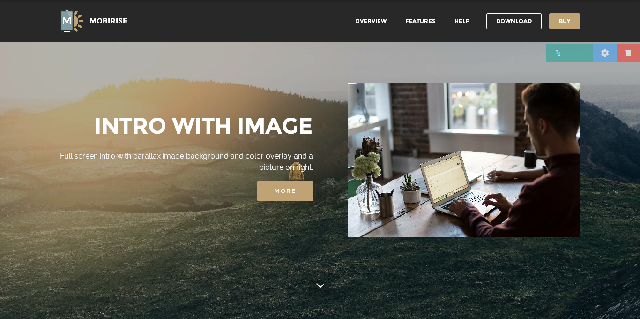 M
MOBIRISE
OVERVIEW
FEATURES
HELP
DOWNLOAD
BUY
INTRO WITH IMAGE
Full screen intro with parallax image background and color overlay and a
picture on right.
MORE